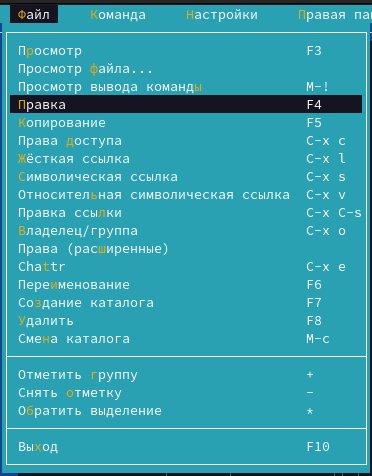 Файл Команда Настройки Правая
Просмотр F3
Просмотр файла...
Просмотр вывода команды M-!
Правка F4
Копирование F5
Права доступа C-x c
Жёсткая ссылка C-x l
Символическая ссылка C-x s
Относительная символическая ссылка C-x v
Правка ссылки C-x C-s
Владелец/группа C-x o
Права (расширенные)
Chattr C-x e
Переименование F6
Создание каталога F7
Удалить F8
Смена каталога M-c
Отметить группу +
Снять отметку -
Обратить выделение *
Выход F10